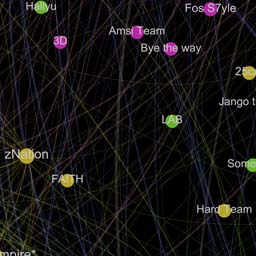 Hallyu
Fos S7yle
Amsi Team
3D
Bye the way
25c
Jango t
LAB
zNation
Some
FAITH
Hard Team
mpire*